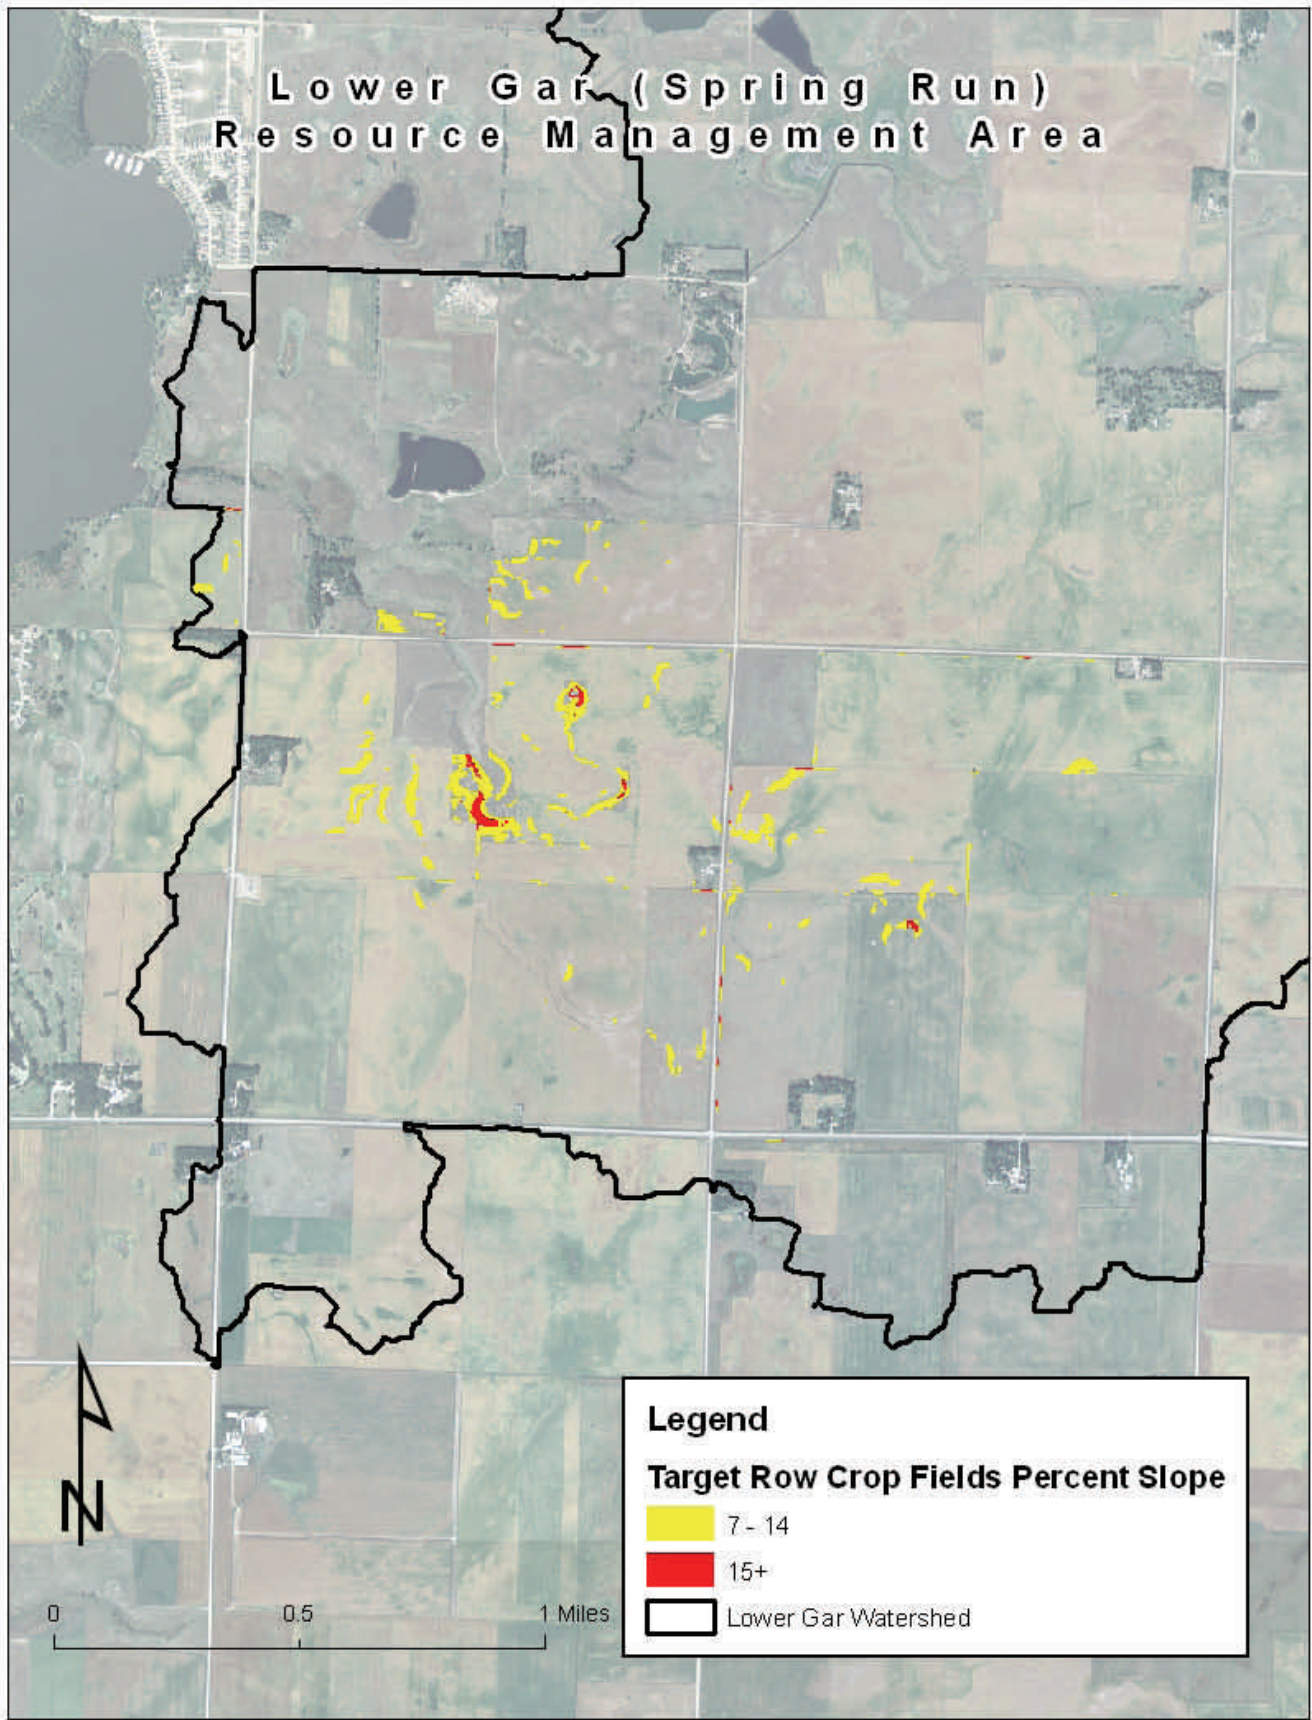 Lower Gar (Spring Run)
Resource Management Area
Legend
Target Row Crop Fields Percent Slope
7 - 14
15+
Lower Gar Watershed
N
0 0.5 1 Miles